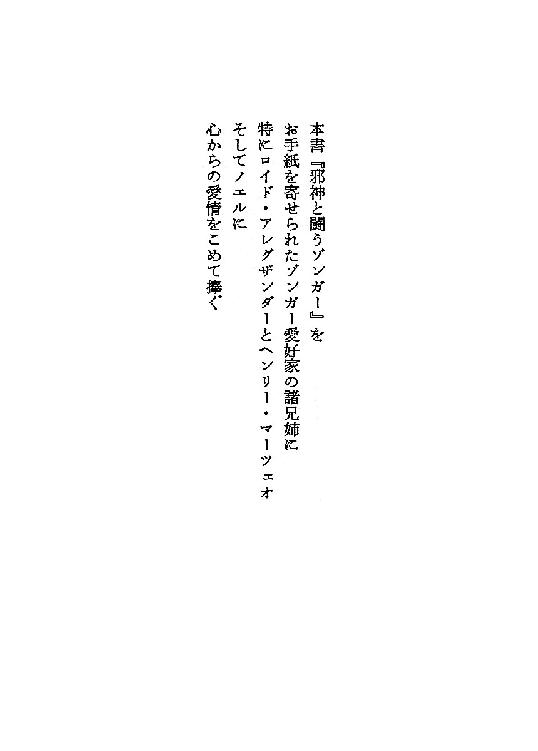 本書『邪神と闘うゾンガー』を
お手紙を寄せられたゾンガー愛好家の諸兄姉に
特にロイド・アレグザンダーとヘンリー・マーツェオ
そしてノエルに
心からの愛情をこめて捧ぐ